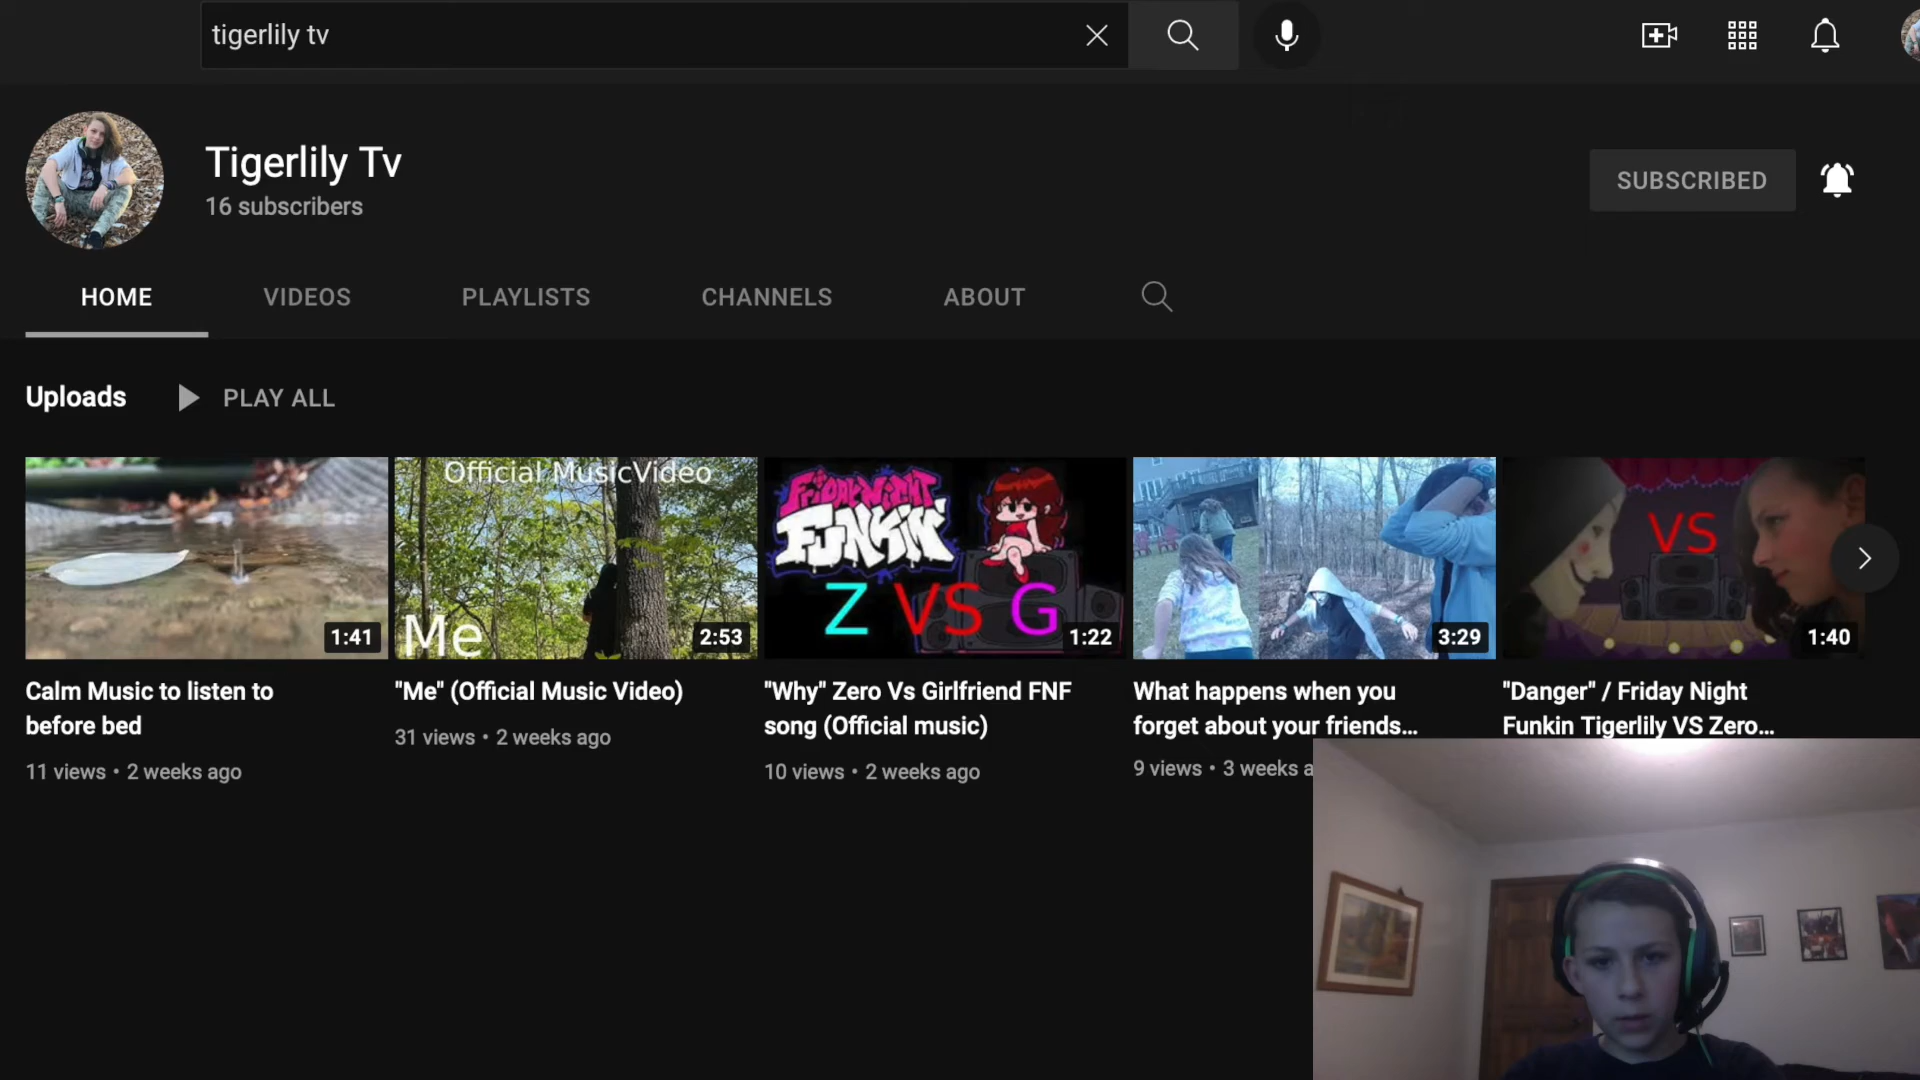 tigerlily tv
Tigerlily Tv
16 subscribers
SUBSCRIBED
HOME
VIDEOS
PLAYLISTS
CHANNELS
ABOUT
Uploads
PLAY ALL
1:41
Official MusicVideo
Me
2:53
FRIDAY NIGHT
FUNKIN'
Z VS G
1:22
3:29
VS
1:40
Calm Music to listen to
before bed
11 views • 2 weeks ago
"Me" (Official Music Video)
31 views • 2 weeks ago
"Why" Zero Vs Girlfriend FNF
song (Official music)
10 views • 2 weeks ago
What happens when you
forget about your friends...
9 views • 3 weeks a
"Danger" / Friday Night
Funkin Tigerlily VS Zero...